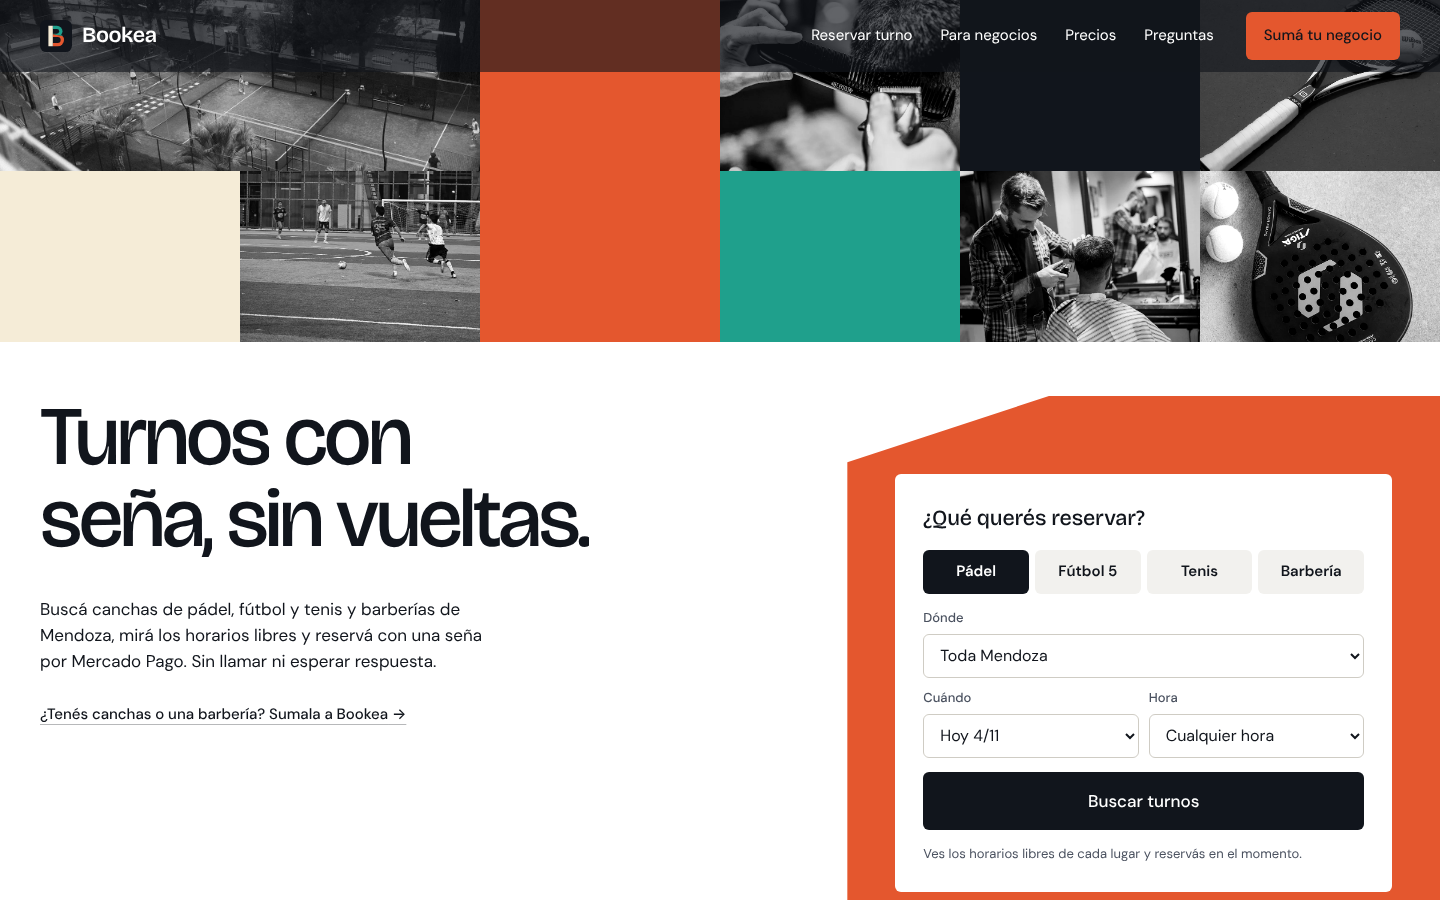 Bookea
Reservar turno
Para negocios
Precios
Preguntas
Sumá tu negocio
STIGA
Turnos con
seña, sin vueltas.
Buscá canchas de pádel, fútbol y tenis y barberías de
Mendoza, mirá los horarios libres y reservá con una seña
por Mercado Pago. Sin llamar ni esperar respuesta.
¿Tenés canchas o una barbería? Sumala a Bookea →
¿Qué querés reservar?
Pádel
Fútbol 5
Tenis
Barbería
Dónde
Toda Mendoza
Cuándo
Hora
Hoy 4/11
Cualquier hora
Buscar turnos
Ves los horarios libres de cada lugar y reservás en el momento.